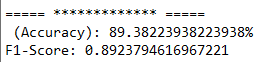 ===== ************* =====
(Accuracy): 89.38223938223938%
F1-Score: 0.8923794616967221